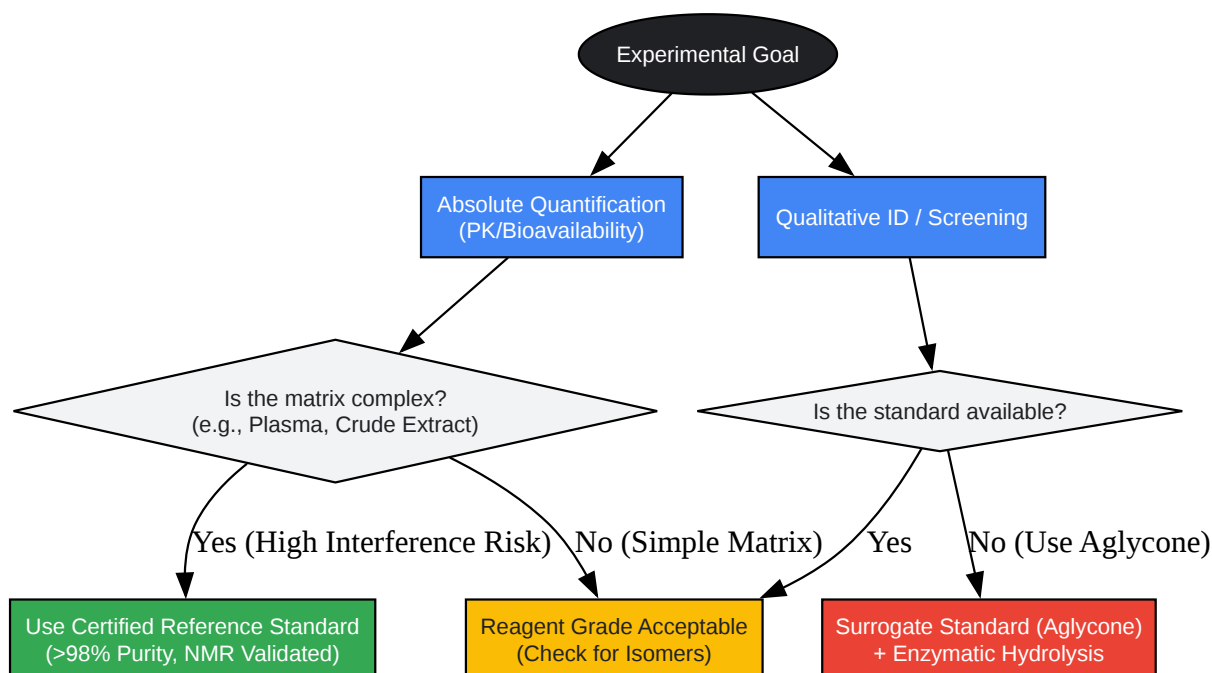 Experimental Goal
Absolute Quantification
(PK/Bioavailability)
Qualitative ID / Screening
Is the matrix complex?
(e.g., Plasma, Crude Extract)
Is the standard available?
Yes (High Interference Risk)
No (Simple Matrix)
Yes
No (Use Aglycone)
Use Certified Reference Standard
(>98% Purity, NMR Validated)
Reagent Grade Acceptable
(Check for Isomers)
Surrogate Standard (Aglycone)
+ Enzymatic Hydrolysis